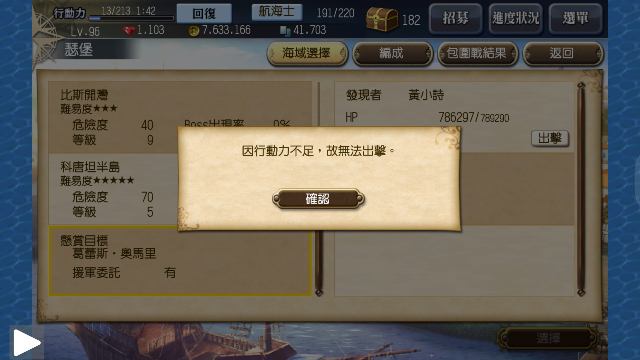 行動力 13/213 1:42 回復 航海士 191/220 182 招募 進度狀況 選單
Lv.96 1.103 7.633.166 41.703
瑟堡 海域選擇 編成 包圍戰結果 返回
比斯開灣 發現者 黃小詩
難易度★★★ HP 786297/789290
危險度 40 Boss出現率 0%
等級 9 出擊
因行動力不足，故無法出擊。
科唐坦半島
難易度★★★★★
危險度 70 確認
等級 5
懸賞目標
葛蕾斯・奧馬里
援軍委託 有
選擇